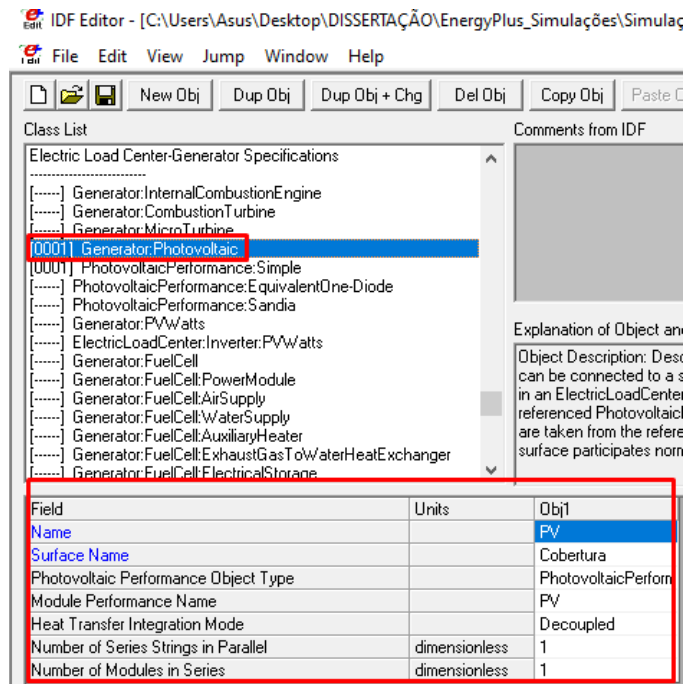 IDF Editor - [C:\Users\Asus\Desktop\DISSERTAÇÃO\EnergyPlus_Simulações\Simulaç
File Edit View Jump Window Help
New Obj Dup Obj Dup Obj + Chg Del Obj Copy Obj Paste O
Class List Comments from IDF
Electric Load Center-Generator Specifications
---------------------------
[------] Generator:InternalCombustionEngine
[------] Generator:CombustionTurbine
[------] Generator:MicroTurbine
[0001] Generator:Photovoltaic
[0001] PhotovoltaicPerformance:Simple
[------] PhotovoltaicPerformance:EquivalentOne-Diode
[------] PhotovoltaicPerformance:Sandia
[------] Generator:PVWatts
[------] ElectricLoadCenter:Inverter:PVWatts
[------] Generator:FuelCell
[------] Generator:FuelCell:PowerModule
[------] Generator:FuelCell:AirSupply
[------] Generator:FuelCell:WaterSupply
[------] Generator:FuelCell:AuxiliaryHeater
[------] Generator:FuelCell:ExhaustGasToWaterHeatExchanger
[------] Generator:FuelCell:ElectricalStorage
Explanation of Object an
Object Description: Desc
can be connected to a s
in an ElectricLoadCenter
referenced Photovoltaic
are taken from the refere
surface participates norn
Field Units Obj1
Name PV
Surface Name Cobertura
Photovoltaic Performance Object Type PhotovoltaicPerforn
Module Performance Name PV
Heat Transfer Integration Mode Decoupled
Number of Series Strings in Parallel dimensionless 1
Number of Modules in Series dimensionless 1